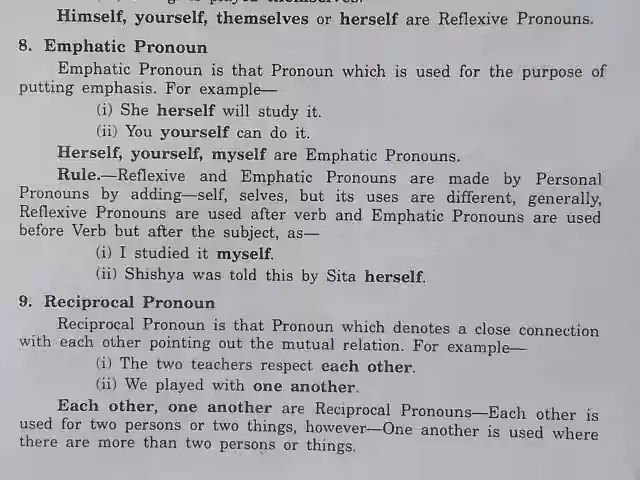 themselves.
Himself, yourself, themselves or herself are Reflexive Pronouns.
8. Emphatic Pronoun
Emphatic Pronoun is that Pronoun which is used for the purpose of
putting emphasis. For example—
(i) She herself will study it.
(ii) You yourself can do it.
Herself, yourself, myself are Emphatic Pronouns.
Rule.—Reflexive and Emphatic Pronouns are made by Personal
Pronouns by adding—self, selves, but its uses are different, generally,
Reflexive Pronouns are used after verb and Emphatic Pronouns are used
before Verb but after the subject, as—
(i) I studied it myself.
(ii) Shishya was told this by Sita herself.
9. Reciprocal Pronoun
Reciprocal Pronoun is that Pronoun which denotes a close connection
with each other pointing out the mutual relation. For example—
(i) The two teachers respect each other.
(ii) We played with one another.
Each other, one another are Reciprocal Pronouns—Each other is
used for two persons or two things, however—One another is used where
there are more than two persons or things.